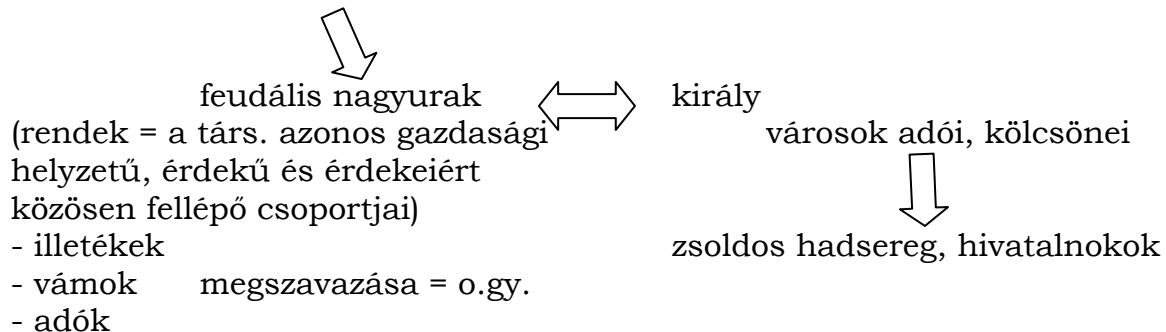 feudális nagyurak király
(rendek = a társ. azonos gazdasági városok adói, kölcsönei
helyzetű, érdekű és érdekeiért
közösen fellépő csoportjai)
- illetékek zsoldos hadsereg, hivatalnokok
- vámok megszavazása = o.gy.
- adók